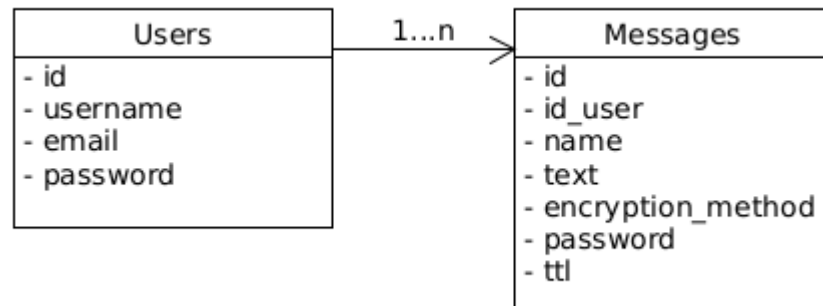 Users
- id
- username
- email
- password
1...n
Messages
- id
- id_user
- name
- text
- encryption_method
- password
- ttl